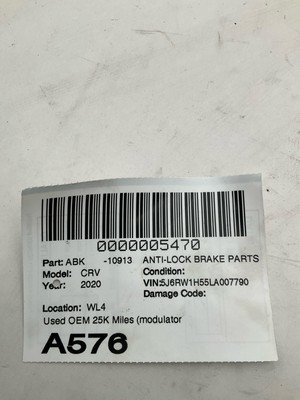 0000005470
Part: ABK -10913 ANTI-LOCK BRAKE PARTS
Model: CRV Condition:
Year: 2020 VIN:5J6RW1H55LA007790
Damage Code:
Location: WL4
Used OEM 25K Miles (modulator
A576